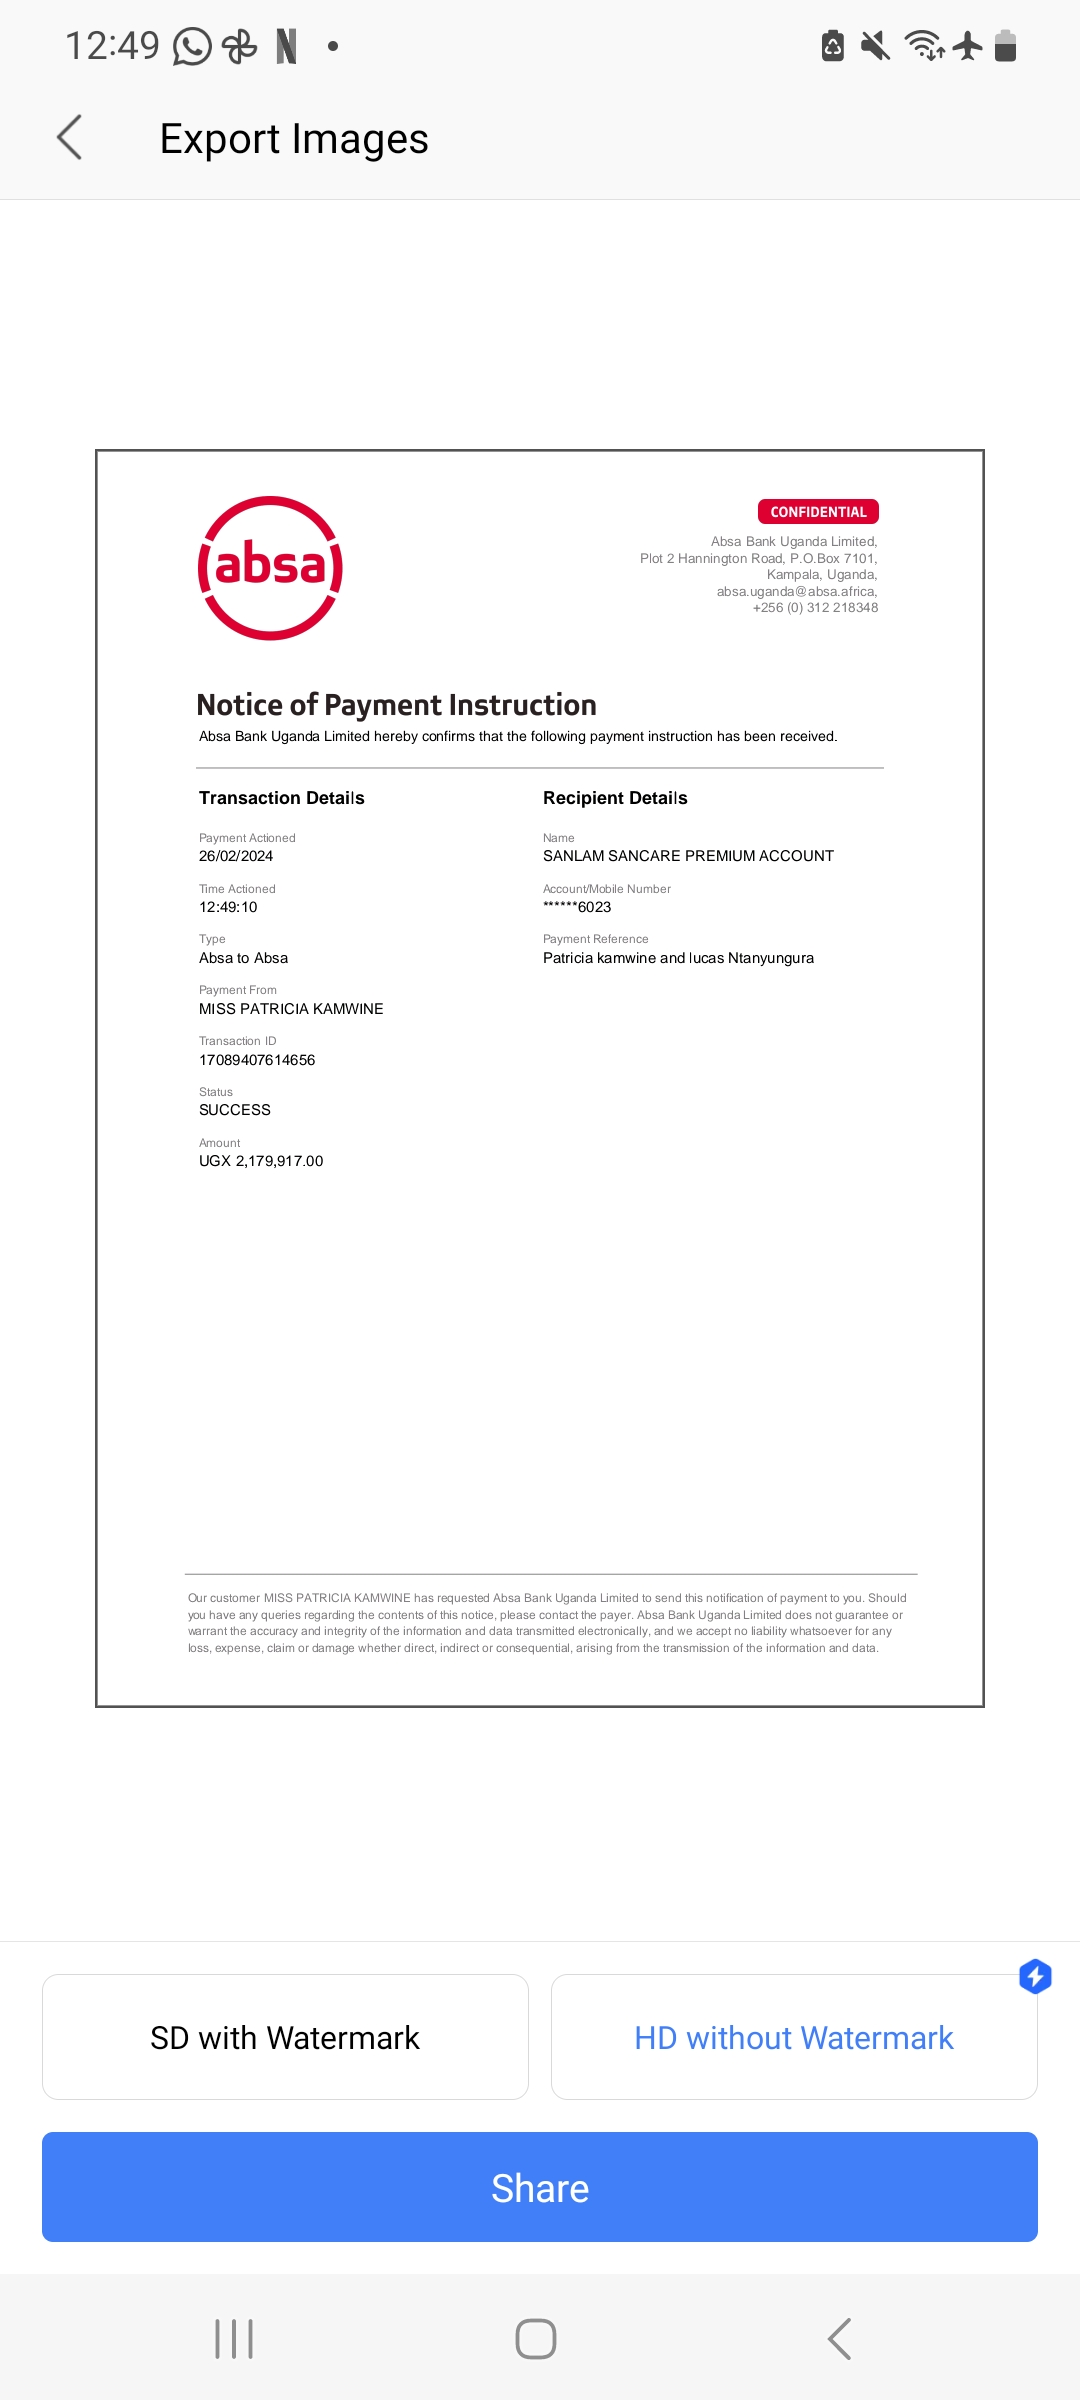 12:49
Export Images
absa
CONFIDENTIAL
Absa Bank Uganda Limited,
Plot 2 Hannington Road, P.O.Box 7101,
Kampala, Uganda,
absa.uganda@absa.africa,
+256 (0) 312 218348
Notice of Payment Instruction
Absa Bank Uganda Limited hereby confirms that the following payment instruction has been received.
Transaction Details
Payment Actioned
26/02/2024
Time Actioned
12:49:10
Type
Absa to Absa
Payment From
MISS PATRICIA KAMWINE
Transaction ID
17089407614656
Status
SUCCESS
Amount
UGX 2,179,917.00
Recipient Details
Name
SANLAM SANCARE PREMIUM ACCOUNT
Account/Mobile Number
******6023
Payment Reference
Patricia kamwine and lucas Ntanyungura
Our customer MISS PATRICIA KAMWINE has requested Absa Bank Uganda Limited to send this notification of payment to you. Should
you have any queries regarding the contents of this notice, please contact the payer. Absa Bank Uganda Limited does not guarantee or
warrant the accuracy and integrity of the information and data transmitted electronically, and we accept no liability whatsoever for any
loss, expense, claim or damage whether direct, indirect or consequential, arising from the transmission of the information and data.
SD with Watermark
HD without Watermark
Share